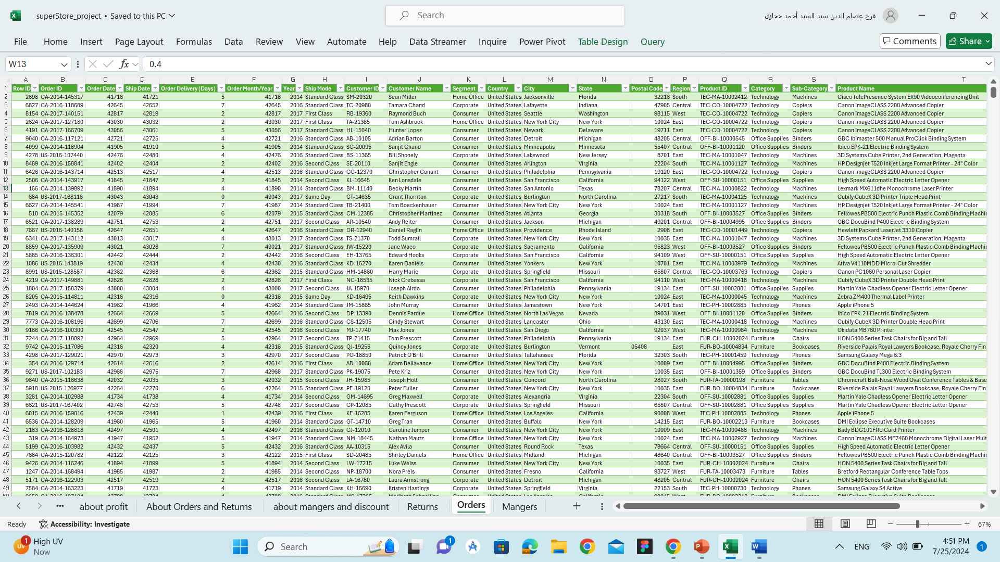 superStore_project • Saved to this PC
Search
فرج عصام الدين سيد السيد أحمد حجازى
File Home Insert Page Layout Formulas Data Review View Automate Help Data Streamer Inquire Power Pivot Table Design Query
Comments Share
W13 fx 0.4
A B C D E F G H I J K L M N O P Q R S T
1 Row ID Order ID Order Date Ship Date Order Delivery (Days) Order Month/Year Year Ship Mode Customer ID Customer Name Segment Country City State Postal Code Region Product ID Category Sub-Category Product Name
2 2698 CA-2014-145317 41716 41721 5 41716 2014 Standard Class SM-20320 Sean Miller Home Office United States Jacksonville Florida 32216 South TEC-MA-10002412 Technology Machines Cisco TelePresence System EX90 Videoconferencing Unit
3 6827 CA-2016-118689 42645 42652 7 42645 2016 Standard Class TC-20980 Tamara Chand Corporate United States Lafayette Indiana 47905 Central TEC-CO-10004722 Technology Copiers Canon imageCLASS 2200 Advanced Copier
4 8154 CA-2017-140151 42817 42819 2 42817 2017 First Class RB-19360 Raymond Buch Consumer United States Seattle Washington 98115 West TEC-CO-10004722 Technology Copiers Canon imageCLASS 2200 Advanced Copier
5 2624 CA-2017-127180 43030 43032 2 43030 2017 First Class TA-21385 Tom Ashbrook Home Office United States New York City New York 10024 East TEC-CO-10004722 Technology Copiers Canon imageCLASS 2200 Advanced Copier
6 4191 CA-2017-166709 43056 43061 5 43056 2017 Standard Class HL-15040 Hunter Lopez Consumer United States Newark Delaware 19711 East TEC-CO-10004722 Technology Copiers Canon imageCLASS 2200 Advanced Copier
7 9040 CA-2016-117121 42721 42725 4 42721 2016 Standard Class AB-10105 Adrian Barton Consumer United States Detroit Michigan 48205 Central OFF-BI-10000545 Office Supplies Binders GBC Ibimaster 500 Manual ProClick Binding System
8 4099 CA-2014-116904 41905 41910 5 41905 2014 Standard Class SC-20095 Sanjit Chand Consumer United States Minneapolis Minnesota 55407 Central OFF-BI-10001120 Office Supplies Binders Ibico EPK-21 Electric Binding System
9 4278 US-2016-107440 42476 42480 4 42476 2016 Standard Class BS-11365 Bill Shonely Corporate United States Lakewood New Jersey 8701 East TEC-MA-10001047 Technology Machines 3D Systems Cube Printer, 2nd Generation, Magenta
10 8489 CA-2016-158841 42402 42404 2 42402 2016 Second Class SE-20110 Sanjit Engle Consumer United States Arlington Virginia 22204 South TEC-MA-10001127 Technology Machines HP Designjet T520 Inkjet Large Format Printer - 24" Color
11 6426 CA-2016-143714 42513 42517 4 42513 2016 Standard Class CC-12370 Christopher Conant Consumer United States Philadelphia Pennsylvania 19120 East TEC-CO-10004722 Technology Copiers Canon imageCLASS 2200 Advanced Copier
12 2506 CA-2014-143917 41845 41847 2 41845 2014 Second Class KL-16645 Ken Lonsdale Consumer United States San Francisco California 94122 West OFF-SU-10000151 Office Supplies Supplies High Speed Automatic Electric Letter Opener
13 166 CA-2014-139892 41890 41894 4 41890 2014 Standard Class BM-11140 Becky Martin Consumer United States San Antonio Texas 78207 Central TEC-MA-10000822 Technology Machines Lexmark MX611dhe Monochrome Laser Printer
14 684 US-2017-168116 43043 43043 0 43043 2017 Same Day GT-14635 Grant Thornton Corporate United States Burlington North Carolina 27217 South TEC-MA-10004125 Technology Machines Cubify CubeX 3D Printer Triple Head Print
15 6627 CA-2014-145541 41987 41994 7 41987 2014 Standard Class TB-21400 Tom Boeckenhauer Consumer United States New York City New York 10024 East TEC-MA-10001127 Technology Machines HP Designjet T520 Inkjet Large Format Printer - 24" Color
16 510 CA-2015-145352 42079 42085 6 42079 2015 Standard Class CM-12385 Christopher Martinez Consumer United States Atlanta Georgia 30318 South OFF-BI-10003527 Office Supplies Binders Fellowes PB500 Electric Punch Plastic Comb Binding Machin
17 6521 CA-2017-138289 42751 42753 2 42751 2017 Second Class AR-10540 Andy Reiter Consumer United States Jackson Michigan 49201 Central OFF-BI-10004995 Office Supplies Binders GBC DocuBind P400 Electric Binding System
18 7667 US-2016-140158 42647 42651 4 42647 2016 Standard Class DR-12940 Daniel Raglin Home Office United States Providence Rhode Island 2908 East TEC-CO-10001449 Technology Copiers Hewlett Packard LaserJet 3310 Copier
19 6341 CA-2017-143112 43013 43017 4 43013 2017 Standard Class TS-21370 Todd Sumrall Corporate United States New York City New York 10035 East TEC-MA-10001047 Technology Machines 3D Systems Cube Printer, 2nd Generation, Magenta
20 8859 CA-2017-135909 43021 43028 7 43021 2017 Standard Class JW-15220 Jane Waco Corporate United States Sacramento California 95823 West OFF-BI-10003527 Office Supplies Binders Fellowes PB500 Electric Punch Plastic Comb Binding Machin
21 5885 CA-2016-136301 42442 42444 2 42442 2016 Second Class EH-13765 Edward Hooks Corporate United States San Francisco California 94109 West OFF-SU-10000151 Office Supplies Supplies High Speed Automatic Electric Letter Opener
22 1086 US-2016-143819 42430 42434 4 42430 2016 Standard Class KD-16270 Karen Daniels Consumer United States Yonkers New York 10701 East TEC-MA-10003979 Technology Machines Ativa V4110MDD Micro-Cut Shredder
23 8991 US-2015-128587 42362 42368 6 42362 2015 Standard Class HM-14860 Harry Marie Corporate United States Springfield Missouri 65807 Central TEC-CO-10003763 Technology Copiers Canon PC1060 Personal Laser Copier
24 4219 CA-2017-149881 42826 42828 2 42826 2017 First Class NC-18535 Nick Crebassa Corporate United States San Francisco California 94110 West TEC-MA-10000418 Technology Machines Cubify CubeX 3D Printer Double Head Print
25 1804 CA-2017-158379 43000 43004 4 43000 2017 Second Class JA-15970 Joseph Airdo Consumer United States Philadelphia Pennsylvania 19134 East OFF-SU-10002881 Office Supplies Supplies Martin Yale Chadless Opener Electric Letter Opener
26 8205 CA-2015-114811 42316 42316 0 42316 2015 Same Day KD-16495 Keith Dawkins Corporate United States New York City New York 10024 East TEC-MA-10000045 Technology Machines Zebra ZM400 Thermal Label Printer
27 2493 CA-2014-144624 41962 41966 4 41962 2014 Standard Class JM-15865 John Murray Consumer United States Jamestown New York 14701 East TEC-PH-10002885 Technology Phones Apple iPhone 5
28 7819 CA-2016-138478 42664 42669 5 42664 2016 Second Class DP-13390 Dennis Pardue Home Office United States North Las Vegas Nevada 89031 West OFF-BI-10001120 Office Supplies Binders Ibico EPK-21 Electric Binding System
29 7773 CA-2016-108196 42699 42706 7 42699 2016 Standard Class CS-12505 Cindy Stewart Consumer United States Lancaster Ohio 43130 East TEC-MA-10000418 Technology Machines Cubify CubeX 3D Printer Double Head Print
30 9166 CA-2016-100300 42545 42547 2 42545 2016 Second Class MJ-17740 Max Jones Consumer United States San Diego California 92037 West TEC-MA-10000984 Technology Machines Okidata MB760 Printer
31 7244 CA-2017-118892 42964 42969 5 42964 2017 Second Class TP-21415 Tom Prescott Consumer United States Philadelphia Pennsylvania 19134 East FUR-CH-10002024 Furniture Chairs HON 5400 Series Task Chairs for Big and Tall
32 9742 CA-2015-117086 42316 42320 4 42316 2015 Standard Class QJ-19255 Quincy Jones Corporate United States Burlington Vermont 05408 East FUR-BO-10004834 Furniture Bookcases Riverside Palais Royal Lawyers Bookcase, Royale Cherry Fin
33 4298 CA-2017-129021 42970 42973 3 42970 2017 Second Class PO-18850 Patrick O'Brill Consumer United States Tallahassee Florida 32303 South TEC-PH-10001459 Technology Phones Samsung Galaxy Mega 6.3
34 354 CA-2016-129714 42614 42616 2 42614 2016 First Class AB-10060 Adam Bellavance Home Office United States New York City New York 10009 East OFF-BI-10004995 Office Supplies Binders GBC DocuBind P400 Electric Binding System
35 9271 US-2017-102183 42968 42975 7 42968 2017 Standard Class PK-19075 Pete Kriz Consumer United States New York City New York 10035 East OFF-BI-10001359 Office Supplies Binders GBC DocuBind TL300 Electric Binding System
36 9640 CA-2015-116638 42032 42035 3 42032 2015 Second Class JH-15985 Joseph Holt Consumer United States Concord North Carolina 28027 South FUR-TA-10000198 Furniture Tables Chromcraft Bull-Nose Wood Oval Conference Tables & Base
37 5918 US-2015-126977 42264 42270 6 42264 2015 Standard Class PF-19120 Peter Fuller Consumer United States New York City New York 10035 East FUR-BO-10004834 Furniture Bookcases Riverside Palais Royal Lawyers Bookcase, Royale Cherry Fin
38 3281 CA-2014-102988 41734 41738 4 41734 2014 Second Class GM-14695 Greg Maxwell Corporate United States Alexandria Virginia 22304 South OFF-SU-10002881 Office Supplies Supplies Martin Yale Chadless Opener Electric Letter Opener
39 6621 US-2017-167402 42748 42753 5 42748 2017 Second Class CP-12085 Cathy Prescott Corporate United States Springfield Missouri 65807 Central OFF-SU-10002881 Office Supplies Supplies Martin Yale Chadless Opener Electric Letter Opener
40 6015 CA-2016-159016 42439 42440 1 42439 2016 First Class KF-16285 Karen Ferguson Home Office United States Los Angeles California 90008 West TEC-PH-10002885 Technology Phones Apple iPhone 5
41 6536 CA-2014-128209 41960 41965 5 41960 2014 Standard Class GT-14710 Greg Tran Consumer United States Buffalo New York 14215 East FUR-BO-10002213 Furniture Bookcases DMI Eclipse Executive Suite Bookcases
42 2183 CA-2016-128818 42497 42501 4 42497 2016 Standard Class CJ-12010 Caroline Jumper Consumer United States New York City New York 10009 East TEC-MA-10000488 Technology Machines Bady BDG101FRU Card Printer
43 319 CA-2014-164973 41947 41952 5 41947 2014 Standard Class NM-18445 Nathan Mautz Home Office United States New York City New York 10024 East TEC-MA-10002927 Technology Machines Canon imageCLASS MF7460 Monochrome Digital Laser Mult
44 5199 CA-2016-103982 42432 42437 5 42432 2016 Standard Class AA-10315 Alex Avila Consumer United States Round Rock Texas 78664 Central OFF-SU-10000151 Office Supplies Supplies High Speed Automatic Electric Letter Opener
45 7684 CA-2015-120782 42122 42125 3 42122 2015 First Class SD-20485 Shirley Daniels Home Office United States Midland Michigan 48640 Central OFF-BI-10003527 Office Supplies Binders Fellowes PB500 Electric Punch Plastic Comb Binding Machin
46 9426 CA-2014-116246 41894 41899 5 41894 2014 Second Class LW-17215 Luke Weiss Consumer United States New York City New York 10035 East FUR-CH-10002024 Furniture Chairs HON 5400 Series Task Chairs for Big and Tall
47 1247 CA-2014-168494 41985 41987 2 41985 2014 Second Class NP-18700 Nora Preis Consumer United States Fresno California 93727 West FUR-TA-10003473 Furniture Tables Bretford Rectangular Conference Table Tops
48 5171 CA-2016-122903 42517 42519 2 42517 2016 Second Class LA-16780 Laura Armstrong Corporate United States Detroit Michigan 48205 Central FUR-CH-10002024 Furniture Chairs HON 5400 Series Task Chairs for Big and Tall
49 7584 CA-2014-163223 41719 41723 4 41719 2014 Standard Class KH-16690 Kristen Hastings Corporate United States Springfield Virginia 22153 South TEC-PH-10000730 Technology Phones Samsung Galaxy S4 Active
about profit About Orders and Returns about mangers and discount Returns Orders Mangers
Ready Accessibility: Investigate 67%
1 UV High UV
Now
Search
1
ENG
4:51 PM
7/25/2024
1